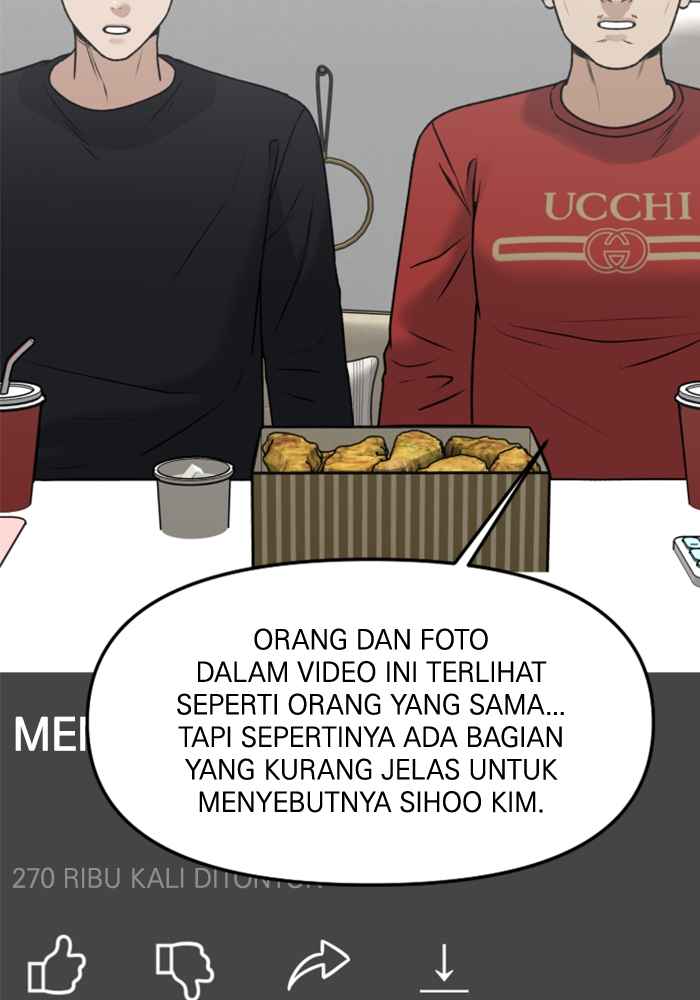 UCCHI
ORANG DAN FOTO
DALAM VIDEO INI TERLIHAT
SEPERTI ORANG YANG SAMA...
TAPI SEPERTINYA ADA BAGIAN
YANG KURANG JELAS UNTUK
MENYEBUTNYA SIHOO KIM.
270 RIBU KALI DITONTON